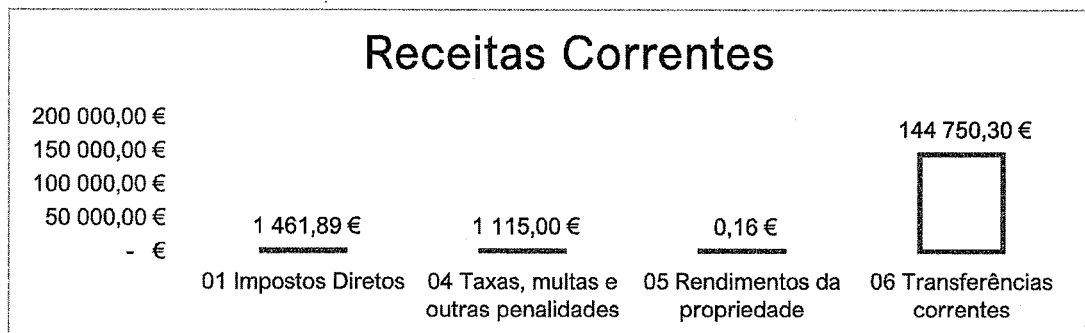 Receitas Correntes
200 000,00 €
150 000,00 €
100 000,00 €
50 000,00 €
- €
1 461,89 €
1 115,00 €
0,16 €
144 750,30 €
01 Impostos Diretos
04 Taxas, multas e
outras penalidades
05 Rendimentos da
propriedade
06 Transferências
correntes